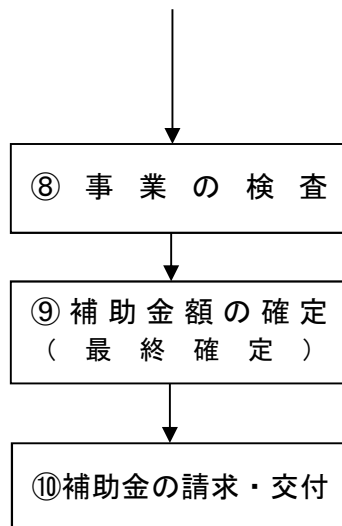 ⑧事業の検査
⑨補助金額の確定
（最終確定）
⑩補助金の請求・交付